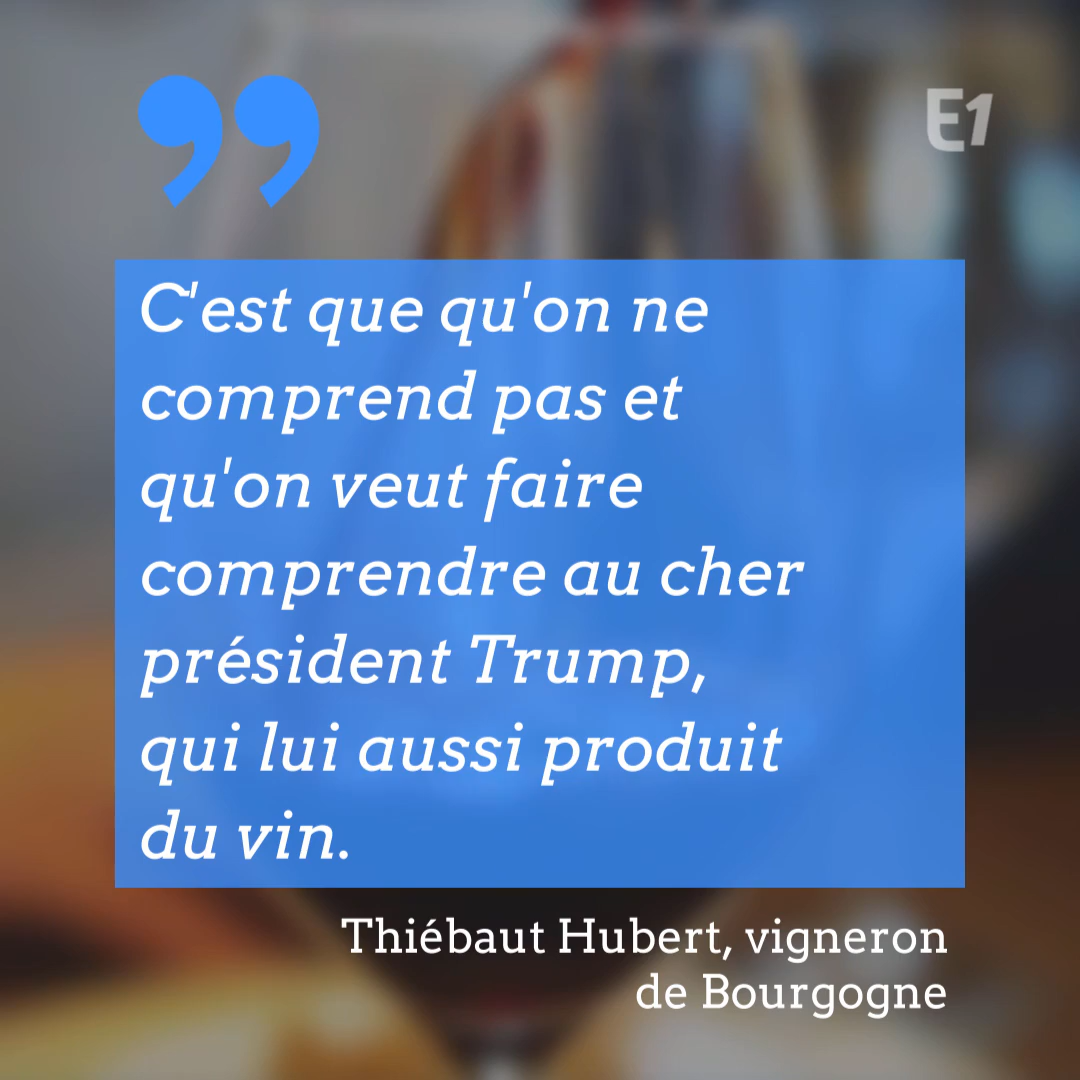 ”
E1
C'est que qu'on ne
comprend pas et
qu'on veut faire
comprendre au cher
président Trump,
qui lui aussi produit
du vin.
Thiébaut Hubert, vigneron
de Bourgogne